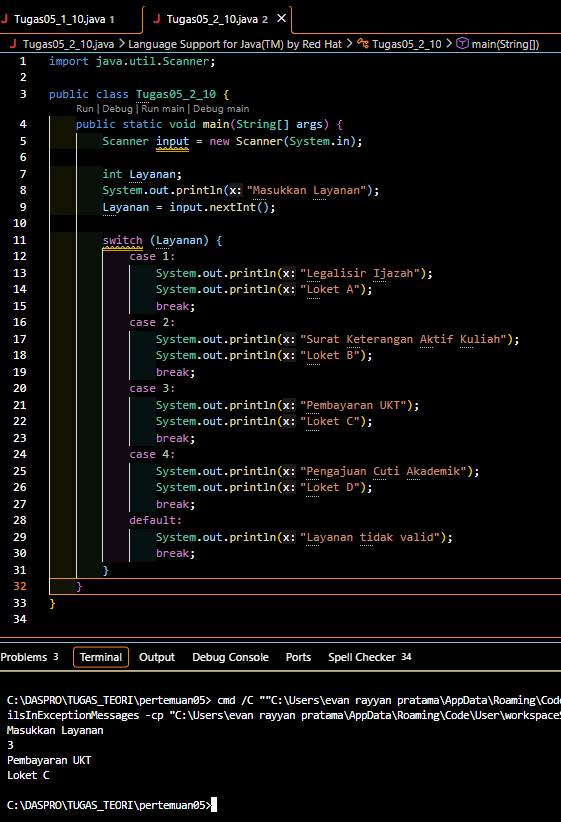 J Tugas05_1_10.java 1 J Tugas05_2_10.java 2 ×
J Tugas05_2_10.java > Language Support for Java(TM) by Red Hat > Tugas05_2_10 > main(String[])
1 import java.util.Scanner;
2
3 public class Tugas05_2_10 {
Run | Debug | Run main | Debug main
4 public static void main(String[] args) {
5 Scanner input = new Scanner(System.in);
6
7 int Layanan;
8 System.out.println(x: "Masukkan Layanan");
9 Layanan = input.nextInt();
10
11 switch (Layanan) {
12 case 1:
13 System.out.println(x: "Legalisir Ijazah");
14 System.out.println(x: "Loket A");
15 break;
16 case 2:
17 System.out.println(x: "Surat Keterangan Aktif Kuliah");
18 System.out.println(x: "Loket B");
19 break;
20 case 3:
21 System.out.println(x: "Pembayaran UKT");
22 System.out.println(x: "Loket C");
23 break;
24 case 4:
25 System.out.println(x: "Pengajuan Cuti Akademik");
26 System.out.println(x: "Loket D");
27 break;
28 default:
29 System.out.println(x: "Layanan tidak valid");
30 break;
31 }
32 }
33 }
34
Problems 3 Terminal Output Debug Console Ports Spell Checker 34
C:\DASPRO\TUGAS_TEORI\pertemuan05> cmd /C ""C:\Users\evan rayyan pratama\AppData\Roaming\Code
ilsInExceptionMessages -cp "C:\Users\evan rayyan pratama\AppData\Roaming\Code\User\workspaceS
Masukkan Layanan
3
Pembayaran UKT
Loket C
C:\DASPRO\TUGAS_TEORI\pertemuan05>